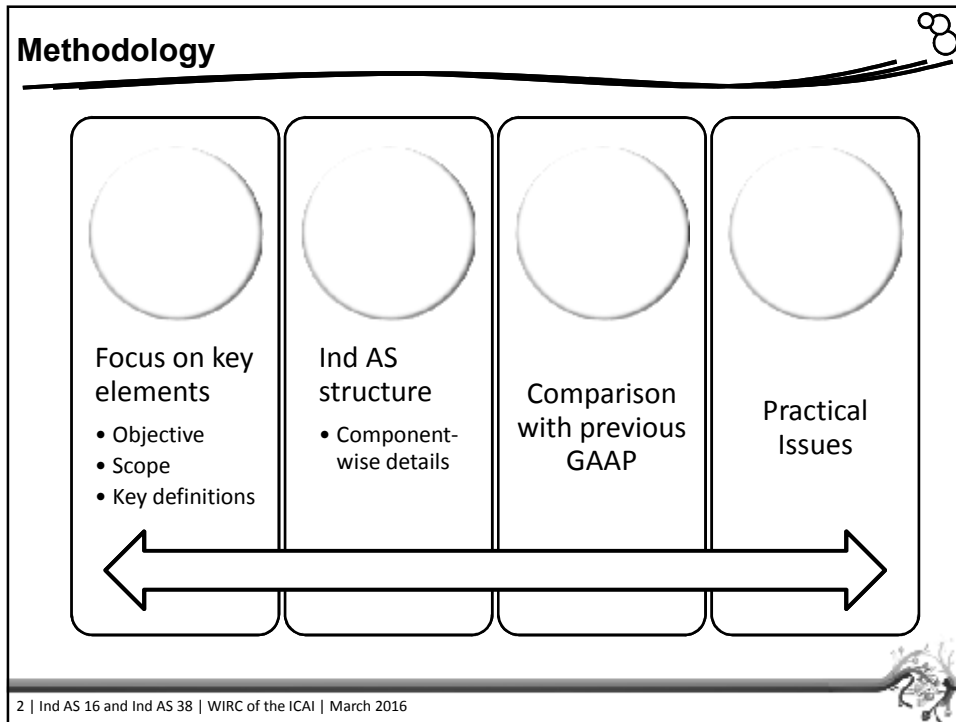 Methodology
Focus on key
elements
• Objective
• Scope
• Key definitions
Ind AS
structure
• Component-
wise details
Comparison
with previous
GAAP
Practical
Issues
2 | Ind AS 16 and Ind AS 38 | WIRC of the ICAI | March 2016